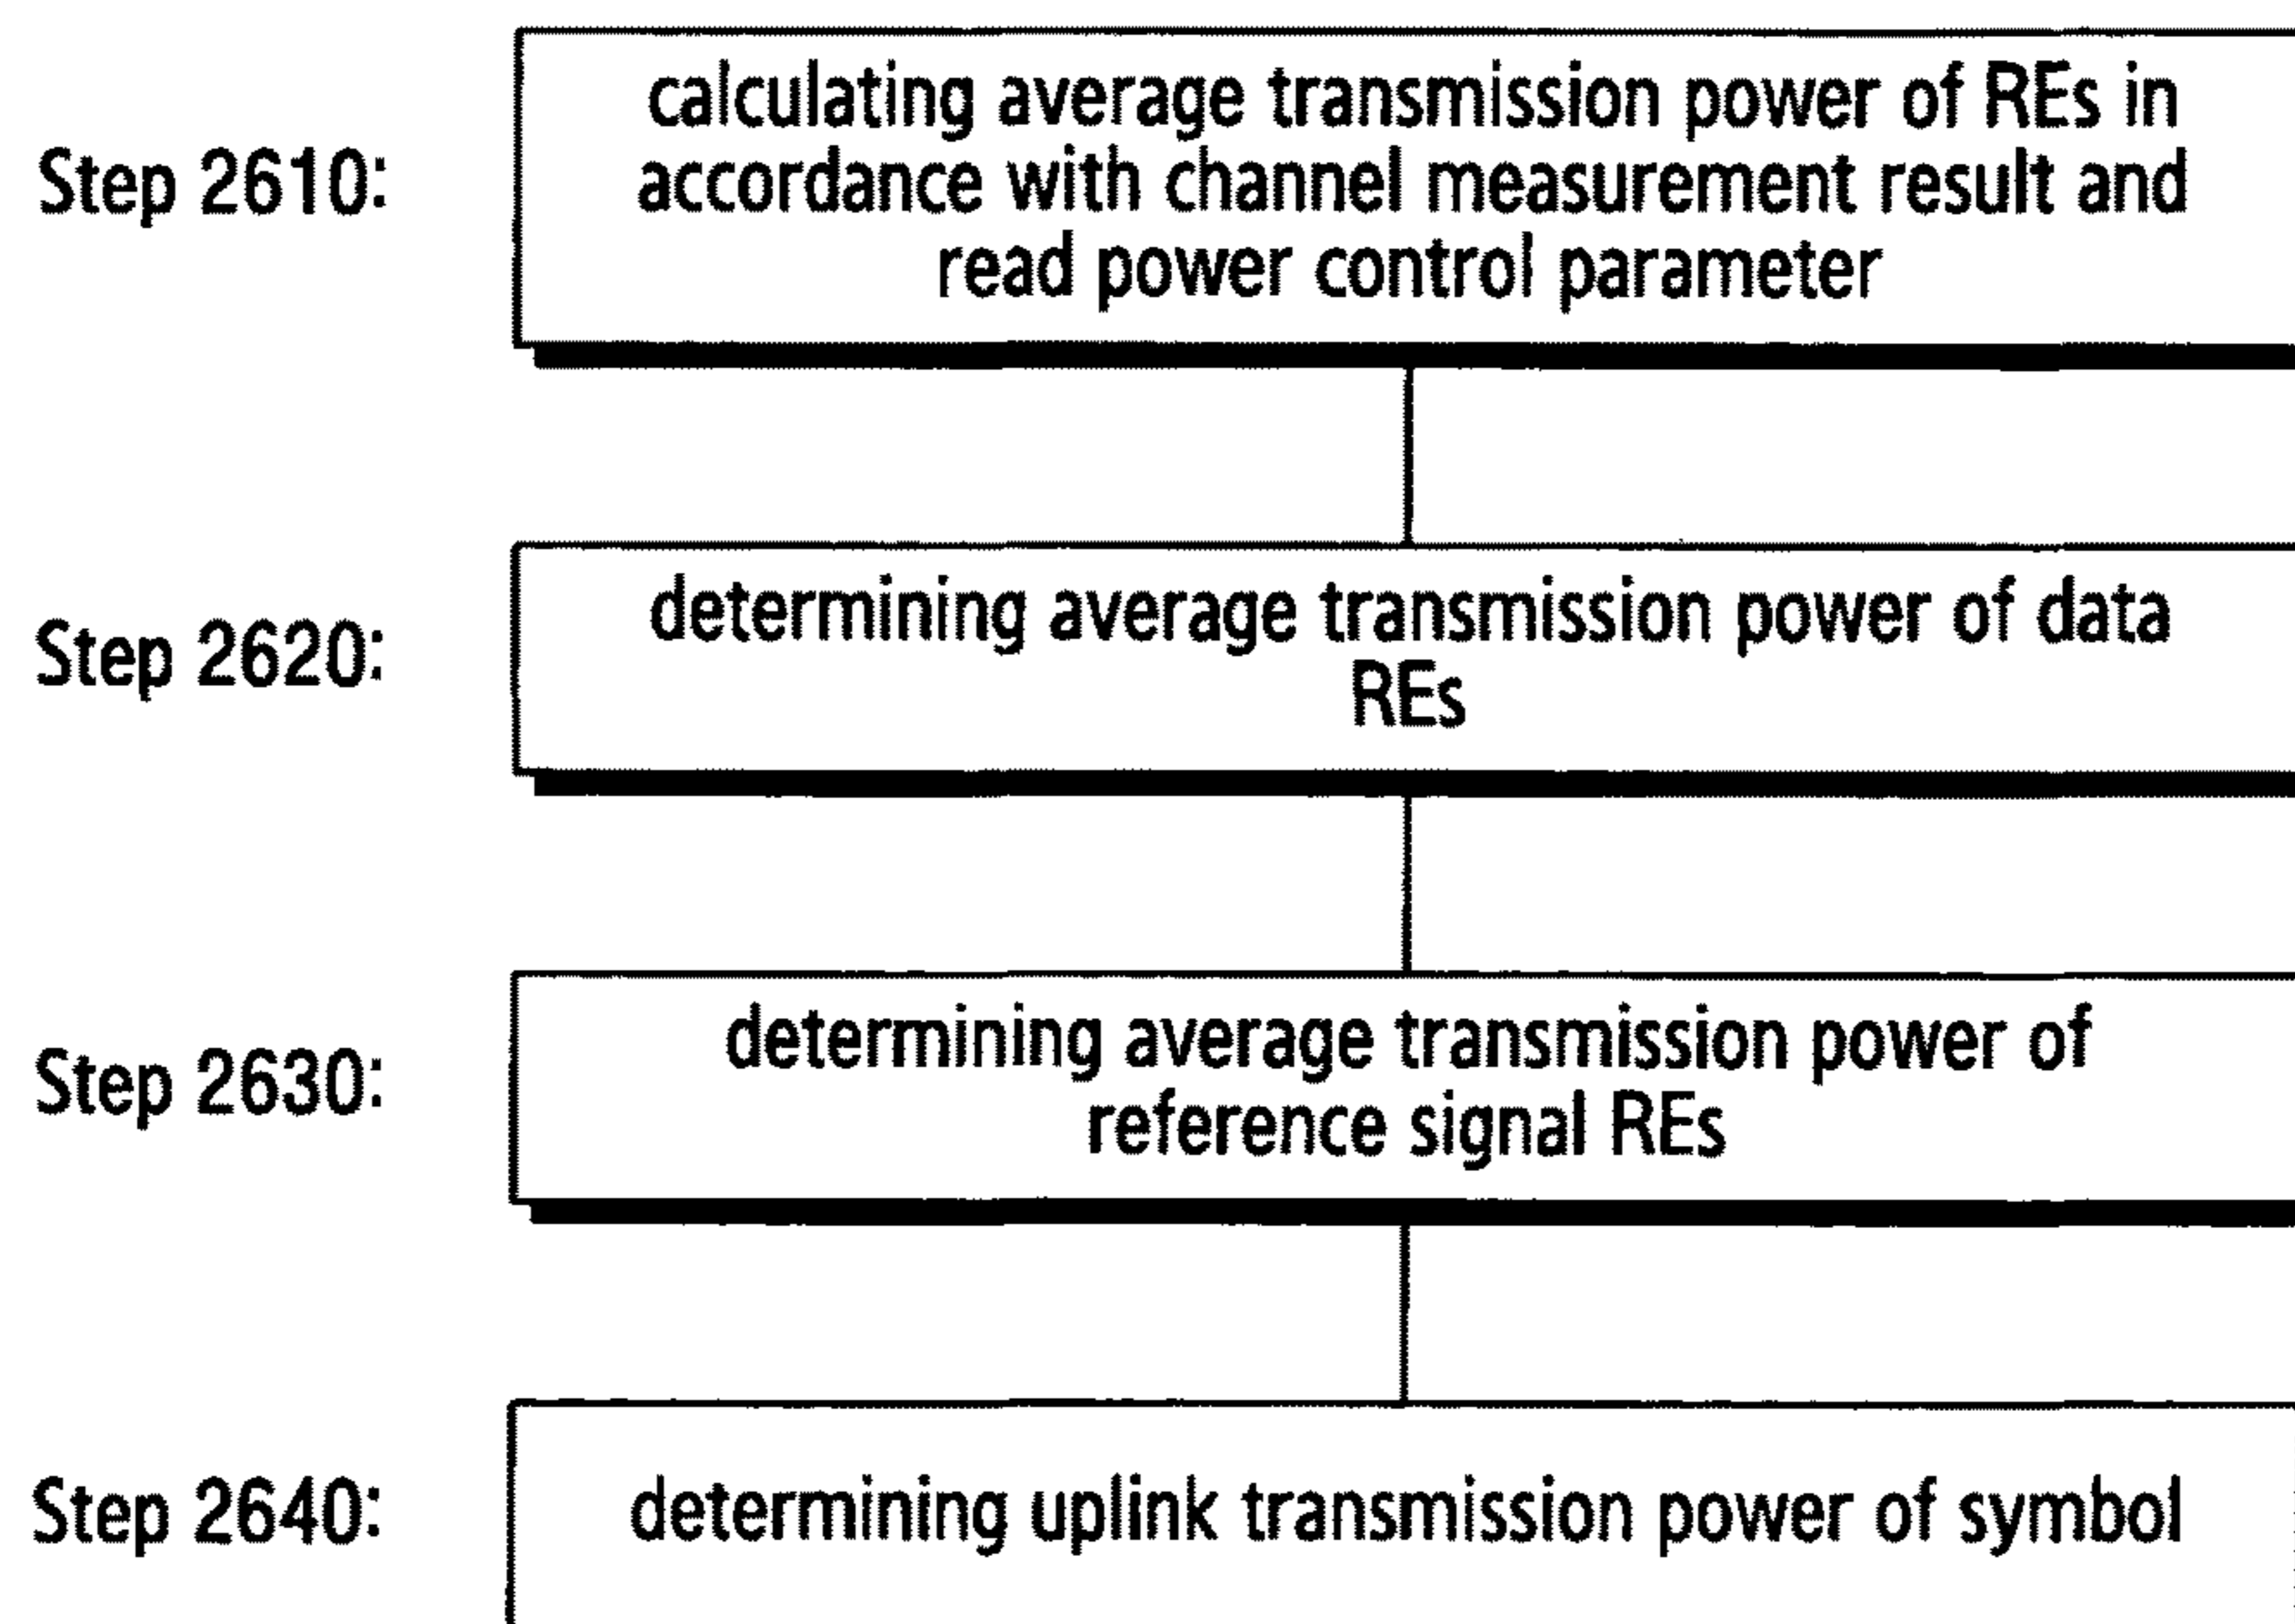 Step 2610:
calculating average transmission power of REs in
accordance with channel measurement result and
read power control parameter
Step 2620:
determining average transmission power of data
REs
Step 2630:
determining average transmission power of
reference signal REs
Step 2640:
determining uplink transmission power of symbol